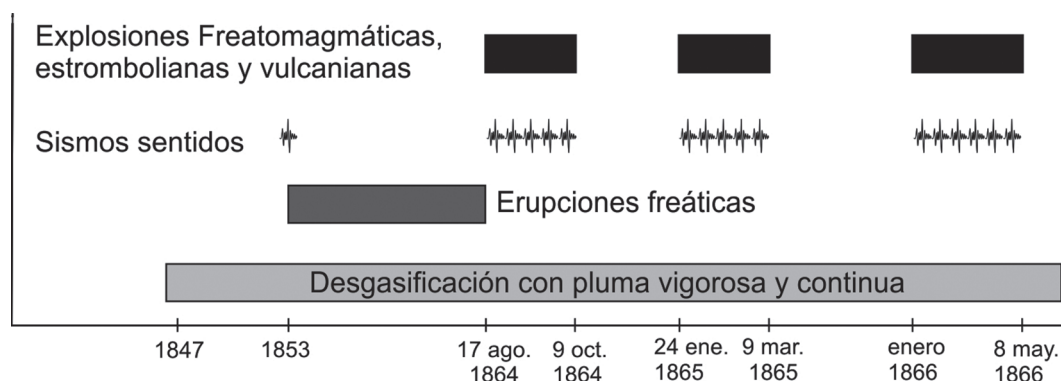 Explosiones Freatomagmáticas,
estrombolianas y vulcanianas
Sismos sentidos
Erupciones freáticas
Desgasificación con pluma vigorosa y continua
1847
1853
17 ago.
1864
9 oct.
1864
24 ene.
1865
9 mar.
1865
enero
1866
8 may.
1866